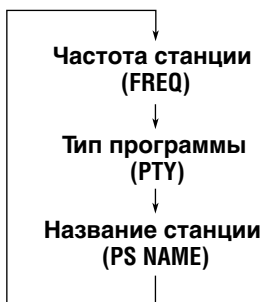 Частота станции
(FREQ)
Тип программы
(PTY)
Название станции
(PS NAME)